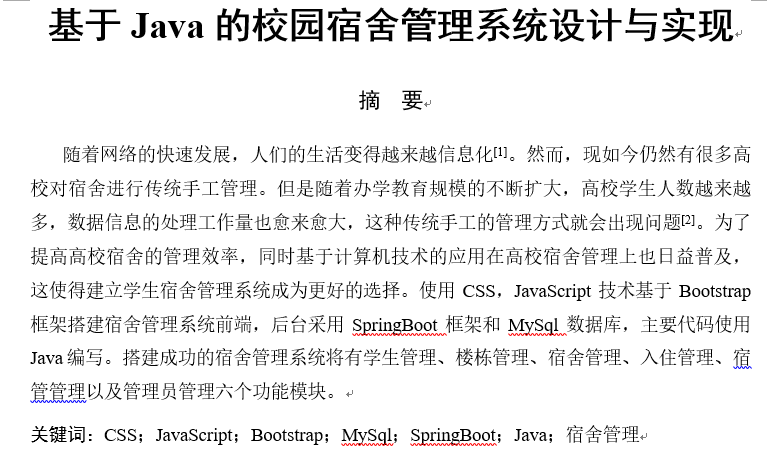 基于 Java 的校园宿舍管理系统设计与实现
摘 要
随着网络的快速发展，人们的生活变得越来越信息化[1]。然而，现如今仍然有很多高
校对宿舍进行传统手工管理。但是随着办学教育规模的不断扩大，高校学生人数越来越
多，数据信息的处理工作量也愈来愈大，这种传统手工的管理方式就会出现问题[2]。为了
提高高校宿舍的管理效率，同时基于计算机技术的应用在高校宿舍管理上也日益普及，
这使得建立学生宿舍管理系统成为更好的选择。使用 CSS，JavaScript 技术基于 Bootstrap
框架搭建宿舍管理系统前端，后台采用 SpringBoot 框架和 MySql 数据库，主要代码使用
Java 编写。搭建成功的宿舍管理系统将有学生管理、楼栋管理、宿舍管理、入住管理、宿
管管理以及管理员管理六个功能模块。
关键词：CSS；JavaScript；Bootstrap；MySql；SpringBoot；Java；宿舍管理